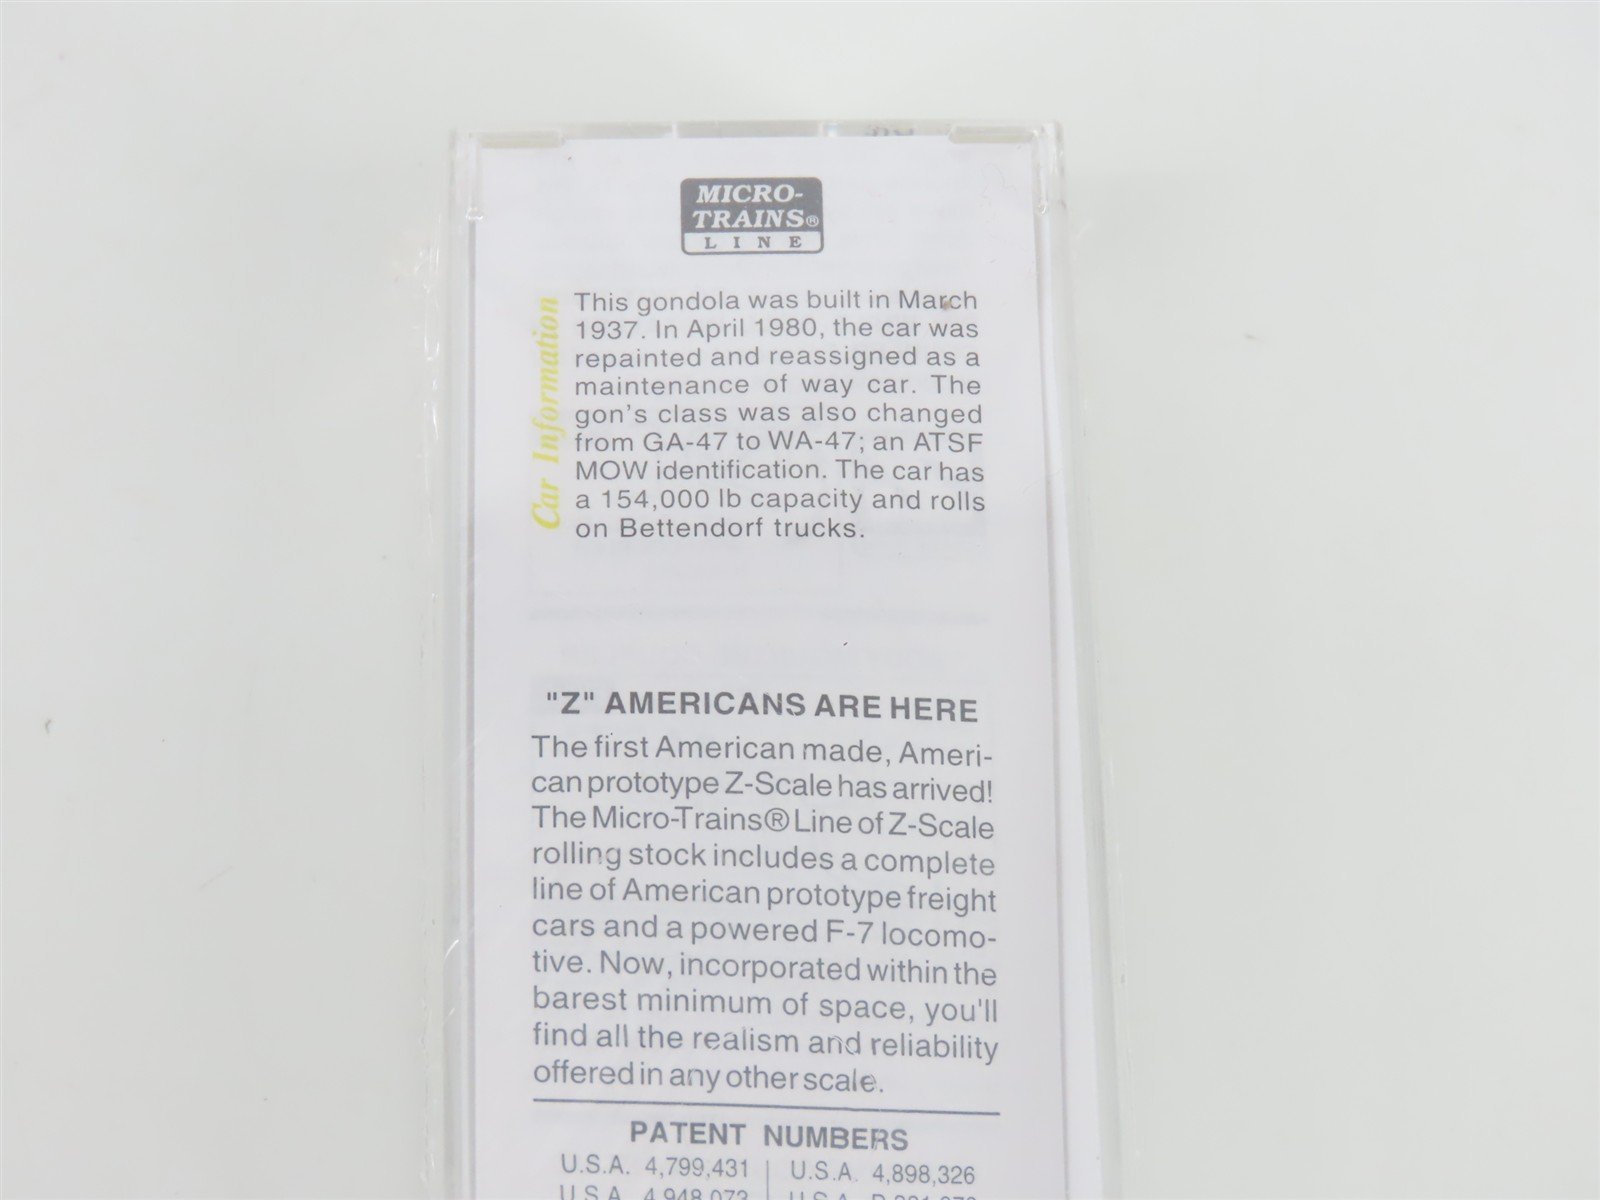 MICRO-
TRAINS®
LINE
Car Information
This gondola was built in March
1937. In April 1980, the car was
repainted and reassigned as a
maintenance of way car. The
gon's class was also changed
from GA-47 to WA-47; an ATSF
MOW identification. The car has
a 154,000 lb capacity and rolls
on Bettendorf trucks.
"Z" AMERICANS ARE HERE
The first American made, Ameri-
can prototype Z-Scale has arrived!
The Micro-Trains® Line of Z-Scale
rolling stock includes a complete
line of American prototype freight
cars and a powered F-7 locomo-
tive. Now, incorporated within the
barest minimum of space, you'll
find all the realism and reliability
offered in any other scale.
PATENT NUMBERS
U.S.A. 4,799,431 | U.S.A. 4,898,326
U.S.A. 4,948,073 | U.S.A.